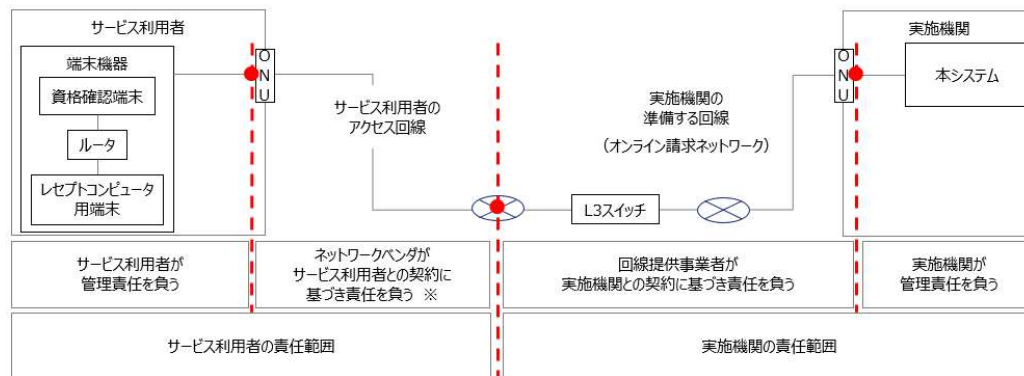 サービス利用者
端末機器
資格確認端末
ルータ
レセプトコンピュータ
用端末
ONU
サービス利用者の
アクセス回線
実施機関の
準備する回線
（オンライン請求ネットワーク）
L3スイッチ
ONU
実施機関
本システム
サービス利用者が
管理責任を負う
ネットワークベンダが
サービス利用者との契約に
基づき責任を負う ※
回線提供事業者が
実施機関との契約に基づき責任を負う
実施機関が
管理責任を負う
サービス利用者の責任範囲
実施機関の責任範囲